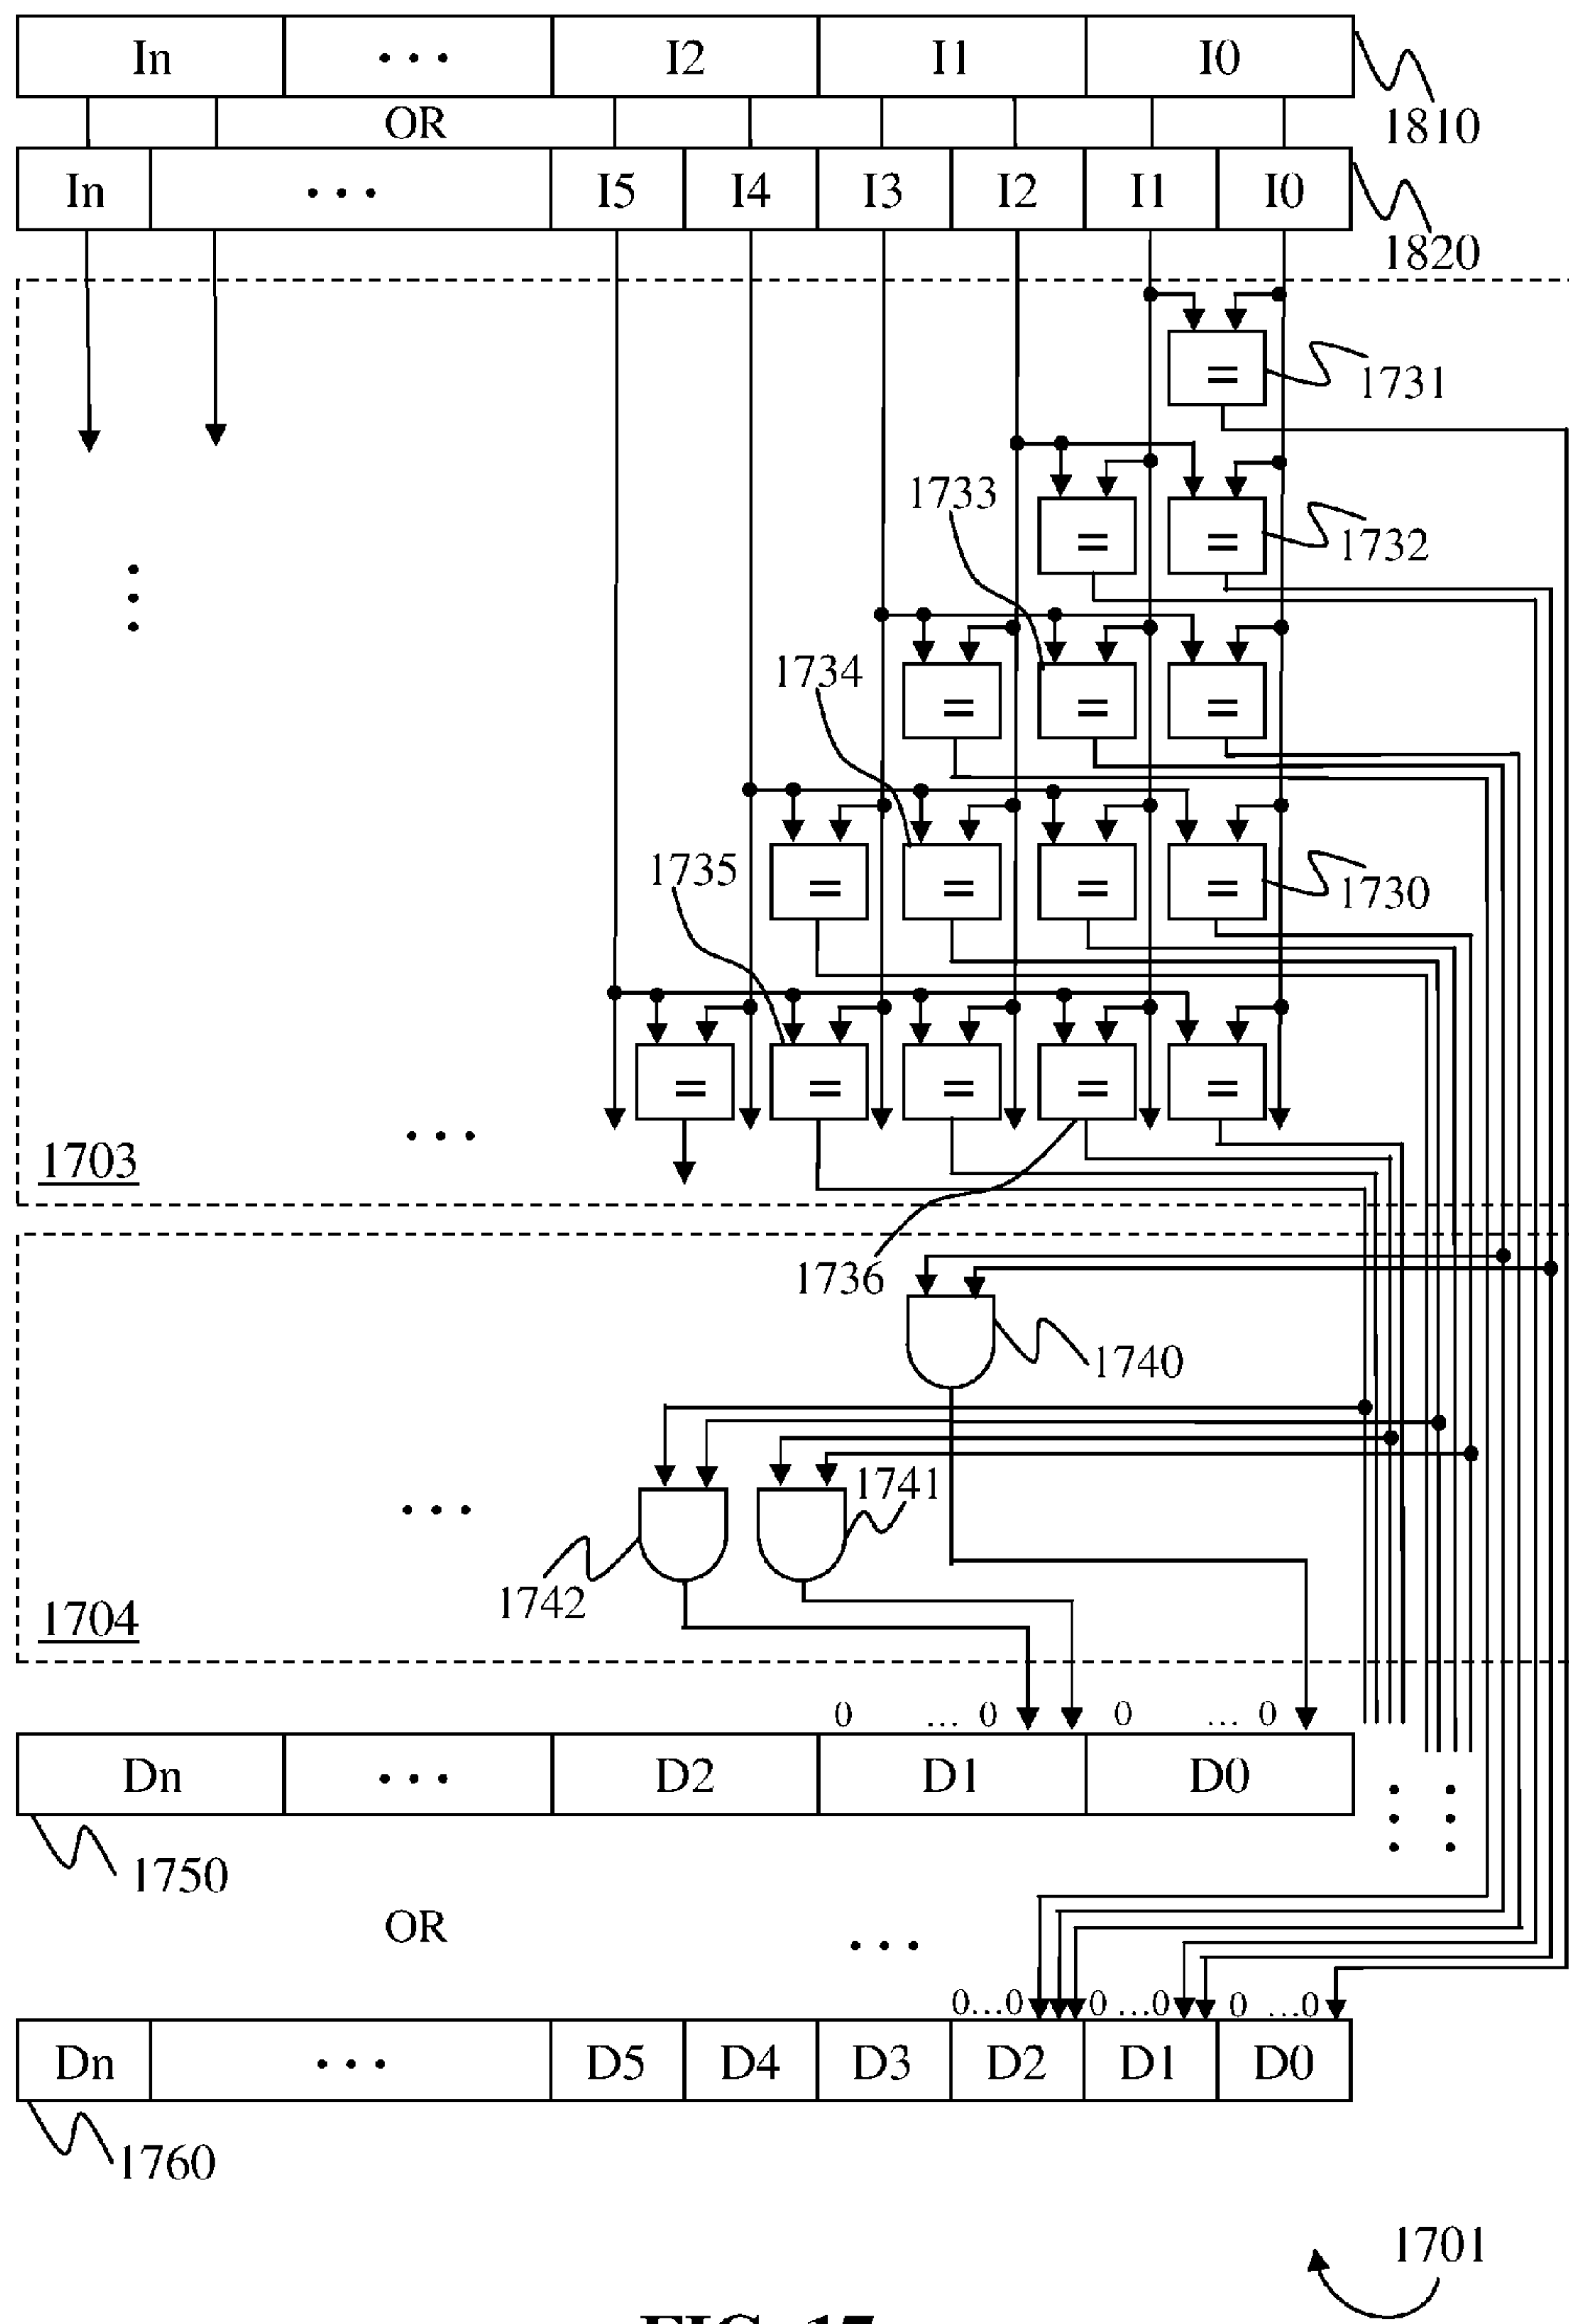 In ... I2 I1 I0
1810
OR
In ... I5 I4 I3 I2 I1 I0
1820
=
1731
1733
= =
1732
1734
= = =
1735
= = = =
1730
= = = = =
1703
1736
1740
1741
1742
1704
0 ... 0 0 ... 0
Dn ... D2 D1 D0
1750
OR
0...0 0...0 0 ...0
Dn ... D5 D4 D3 D2 D1 D0
1760
1701